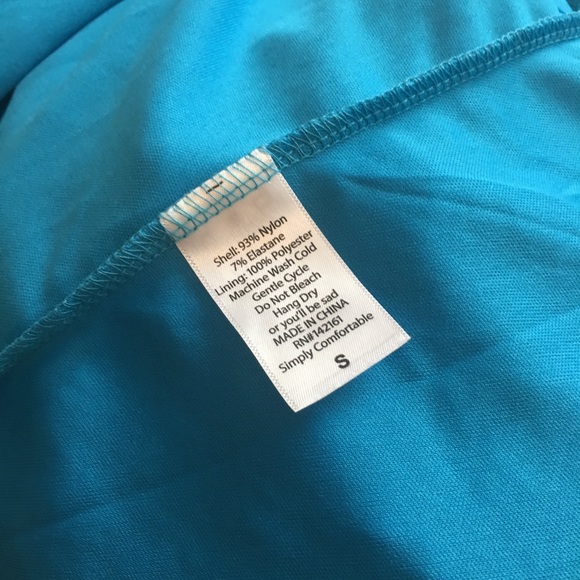 Shell: 93% Nylon
7% Elastane
Lining: 100% Polyester
Machine Wash Cold
Gentle Cycle
Do Not Bleach
Hang Dry
or you'll be sad
MADE IN CHINA
RN#142161
Simply Comfortable
S